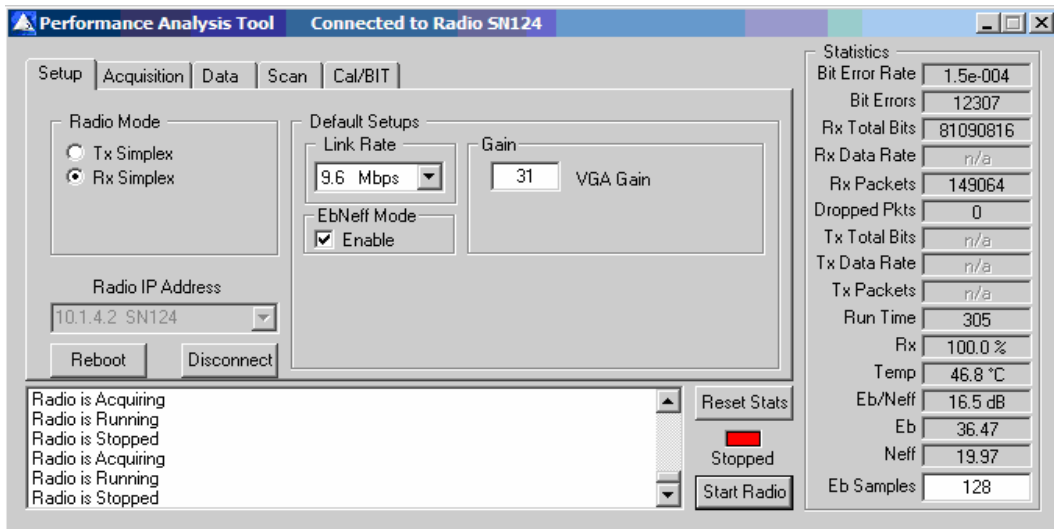 Performance Analysis Tool Connected to Radio SN124
Setup Acquisition Data Scan Cal/BIT
Radio Mode
Tx Simplex
Rx Simplex
Radio IP Address
10.1.4.2 SN124
Reboot Disconnect
Default Setups
Link Rate
9.6 Mbps
EbNeff Mode
Enable
Gain
31 VGA Gain
Radio is Acquiring
Radio is Running
Radio is Stopped
Radio is Acquiring
Radio is Running
Radio is Stopped
Reset Stats
Stopped
Start Radio
Statistics
Bit Error Rate 1.5e-004
Bit Errors 12307
Rx Total Bits 81090816
Rx Data Rate n/a
Rx Packets 149064
Dropped Pkts 0
Tx Total Bits n/a
Tx Data Rate n/a
Tx Packets n/a
Run Time 305
Rx 100.0 %
Temp 46.8 °C
Eb/Neff 16.5 dB
Eb 36.47
Neff 19.97
Eb Samples 128